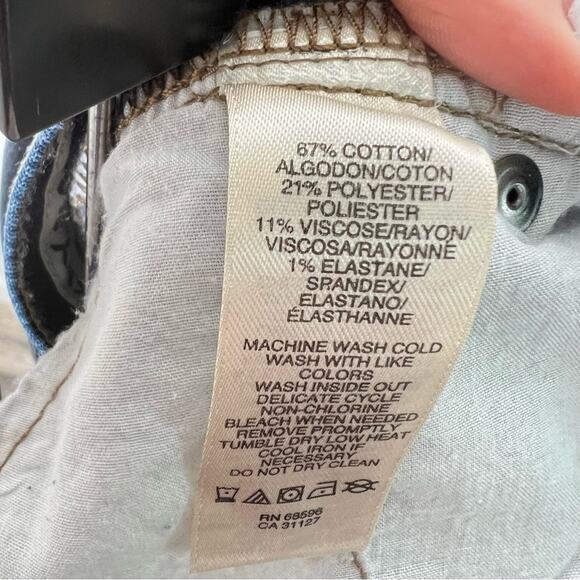 67% COTTON/
ALGODON/COTON
21% POLYESTER/
POLIESTER
11% VISCOSE/RAYON/
VISCOSA/RAYONNE
1% ELASTANE/
SPANDEX/
ELASTANO/
ÉLASTHANNE
MACHINE WASH COLD
WASH WITH LIKE
COLORS
WASH INSIDE OUT
DELICATE CYCLE
NON-CHLORINE
BLEACH WHEN NEEDED
REMOVE PROMPTLY
TUMBLE DRY LOW HEAT
COOL IRON IF
NECESSARY
DO NOT DRY CLEAN
RN 68596
CA 31127